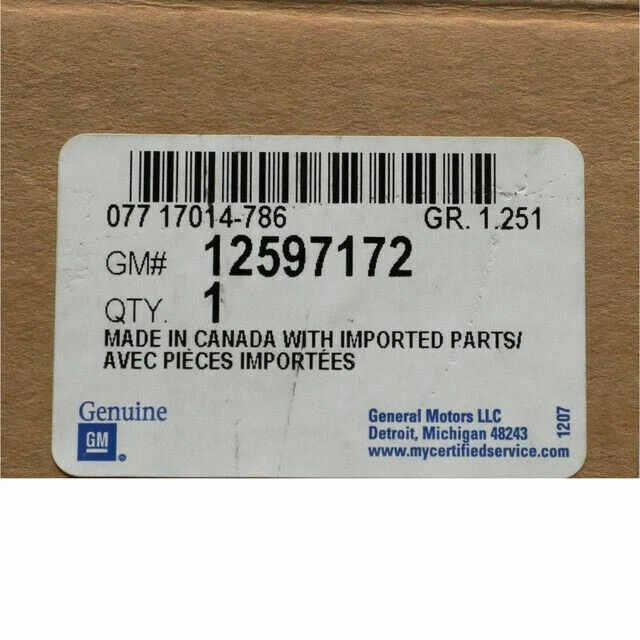 077 17014-786 GR. 1.251
GM# 12597172
QTY. 1
MADE IN CANADA WITH IMPORTED PARTS/
AVEC PIÈCES IMPORTÉES
Genuine
GM
General Motors LLC
Detroit, Michigan 48243
www.mycertifiedservice.com
1207